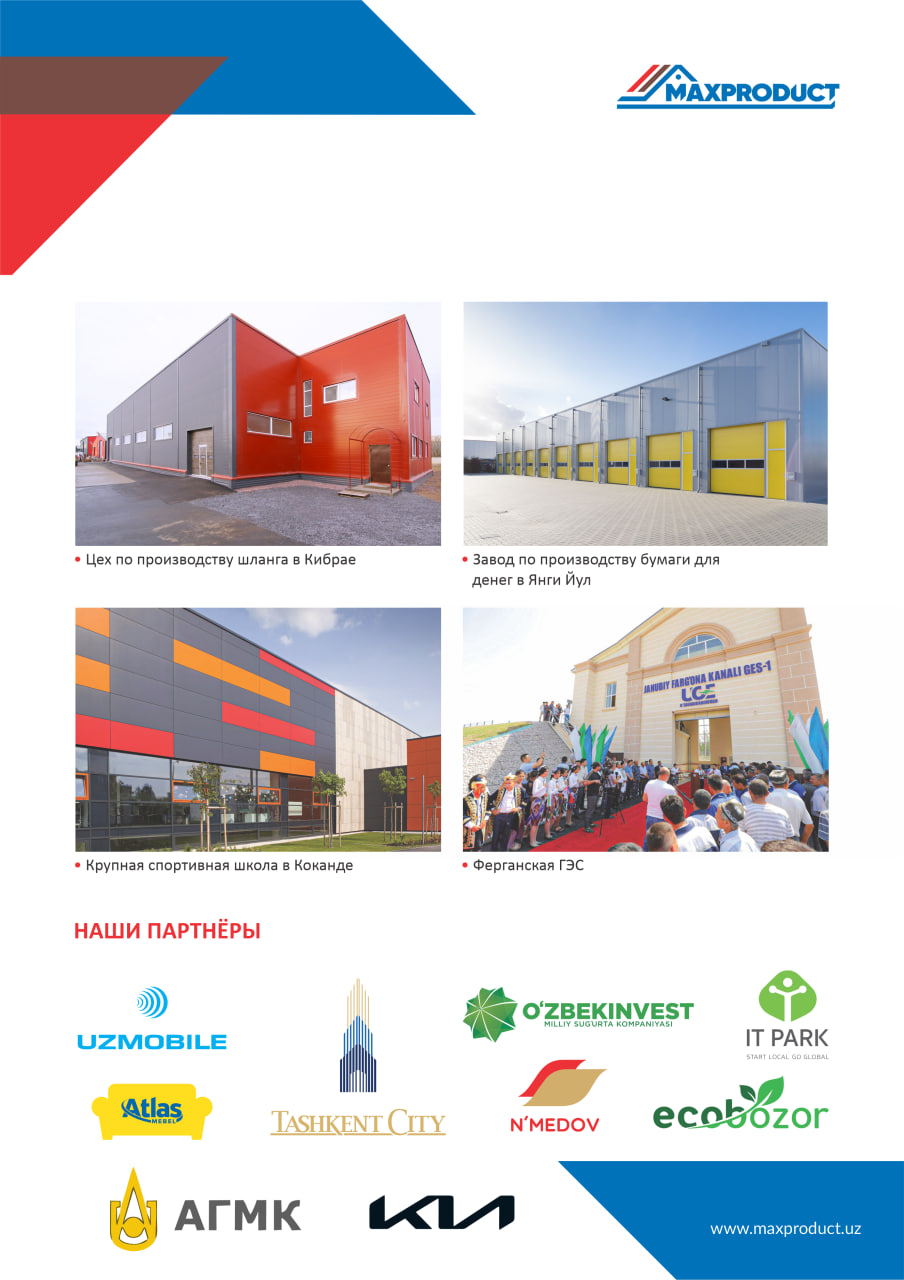 MAXPRODUCT
• Цех по производству шланга в Кибрае
• Завод по производству бумаги для
денег в Янги Йул
JANUBIY FARG'ONA KANALI GES-1
UGE
• Крупная спортивная школа в Коканде
• Ферганская ГЭС
НАШИ ПАРТНЁРЫ
UZMOBILE
TASHKENT CITY
O'ZBEKINVEST
MILLIY SUGURTA KOMPANIYASI
IT PARK
START LOCAL GO GLOBAL
Atlas
MEBEL
N'MEDOV
ecobozor
АГМК
KIA
www.maxproduct.uz